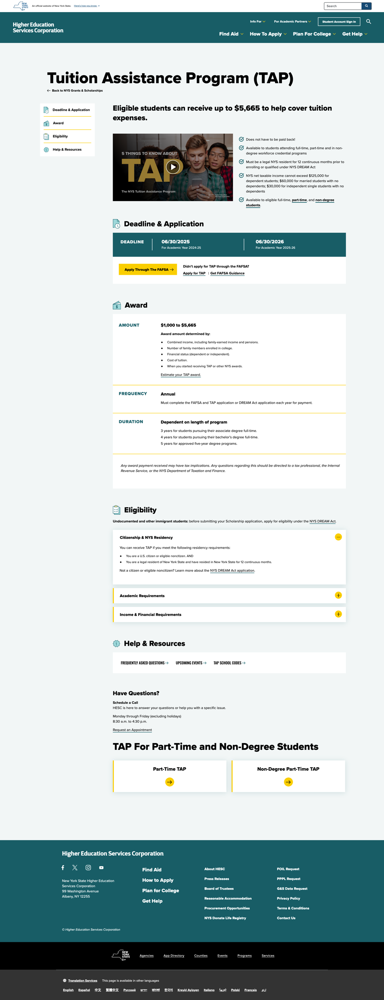 NEW
YORK
STATE
An official website of New York State.
Here's how you know
Search
Higher Education
Services Corporation
Info For
For Academic Partners
Student Account Sign In
Find Aid
How To Apply
Plan For College
Get Help
Tuition Assistance Program (TAP)
Back to NYS Grants & Scholarships
Deadline & Application
Award
Eligibility
Help & Resources
Eligible students can receive up to $5,665 to help cover tuition
expenses.
5 THINGS TO KNOW ABOUT
TAP
The NYS Tuition Assistance Program
Higher Education
Services Corporation
Does not have to be paid back!
Available to students attending full-time, part-time and in non-
degree workforce credential programs
Must be a legal NYS resident for 12 continuous months prior to
enrolling or qualified under NYS DREAM Act
NYS net taxable income cannot exceed $125,000 for
dependent students; $60,000 for married students with no
dependents; $30,000 for independent single students with no
dependents
Available to eligible full-time, part-time, and non-degree
students.
Deadline & Application
DEADLINE
06/30/2025
For Academic Year 2024-25
06/30/2026
For Academic Year 2025-26
Apply Through The FAFSA →
Didn't apply for TAP through the FAFSA?
Apply for TAP | Get FAFSA Guidance
Award
AMOUNT
$1,000 to $5,665
Award amount determined by:
• Combined income, including family-earned income and pensions.
• Number of family members enrolled in college.
• Financial status (dependent or independent).
• Cost of tuition.
• When you started receiving TAP or other NYS awards.
Estimate your TAP award.
FREQUENCY
Annual
Must complete the FAFSA and TAP application or DREAM Act application each year for payment.
DURATION
Dependent on length of program
3 years for students pursuing their associate degree full-time.
4 years for students pursuing their bachelor's degree full-time.
5 years for approved five-year degree programs.
Any award payment received may have tax implications. Any questions regarding this should be directed to a tax professional, the Internal
Revenue Service, or the NYS Department of Taxation and Finance.
Eligibility
Undocumented and other immigrant students: before submitting your Scholarship application, apply for eligibility under the NYS DREAM Act.
Citizenship & NYS Residency
You can receive TAP if you meet the following residency requirements:
• You are a U.S. citizen or eligible noncitizen. AND
• You are a legal resident of New York State and have resided in New York State for 12 continuous months.
Not a citizen or eligible noncitizen? Learn more about the NYS DREAM Act application.
Academic Requirements
Income & Financial Requirements
Help & Resources
FREQUENTLY ASKED QUESTIONS→
UPCOMING EVENTS→
TAP SCHOOL CODES→
Have Questions?
Schedule a Call
HESC is here to answer your questions or help you with a specific issue.
Monday through Friday (excluding holidays)
8:30 a.m. to 4:30 p.m.
Request an Appointment
TAP For Part-Time and Non-Degree Students
Part-Time TAP
Non-Degree Part-Time TAP
Higher Education Services Corporation
New York State Higher Education
Services Corporation
99 Washington Avenue
Albany, NY 12255
Find Aid
How to Apply
Plan for College
Get Help
About HESC
Press Releases
Board of Trustees
Reasonable Accommodation
Procurement Opportunities
NYS Donate Life Registry
FOIL Request
PPPL Request
G&S Data Request
Privacy Policy
Terms & Conditions
Contact Us
© Higher Education Services Corporation
NEW
YORK
STATE
Agencies
App Directory
Counties
Events
Programs
Services
Translation Services
This page is available in other languages
English Español 中文 繁體中文 Русский ייִדיש বাংলা 한국어 Kreyòl Ayisyen Italiano العربية Polski Français اردو